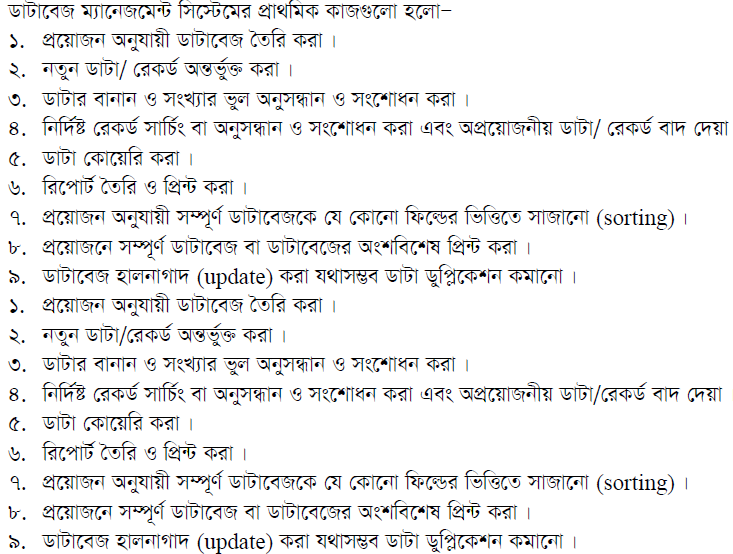 ডাটাবেজ ম্যানেজমেন্ট সিস্টেমের প্রাথমিক কাজগুলো হলো–
১. প্রয়োজন অনুযায়ী ডাটাবেজ তৈরি করা ।
২. নতুন ডাটা/ রেকর্ড অন্তর্ভুক্ত করা ।
৩. ডাটার বানান ও সংখ্যার ভুল অনুসন্ধান ও সংশোধন করা ।
৪. নির্দিষ্ট রেকর্ড সার্চিং বা অনুসন্ধান ও সংশোধন করা এবং অপ্রয়োজনীয় ডাটা/ রেকর্ড বাদ দেয়া
৫. ডাটা কোয়েরি করা ।
৬. রিপোর্ট তৈরি ও প্রিন্ট করা ।
৭. প্রয়োজন অনুযায়ী সম্পূর্ণ ডাটাবেজকে যে কোনো ফিল্ডের ভিত্তিতে সাজানো (sorting) ।
৮. প্রয়োজনে সম্পূর্ণ ডাটাবেজ বা ডাটাবেজের অংশবিশেষ প্রিন্ট করা ।
৯. ডাটাবেজ হালনাগাদ (update) করা যথাসম্ভব ডাটা ডুপ্লিকেশন কমানো ।
১. প্রয়োজন অনুযায়ী ডাটাবেজ তৈরি করা ।
২. নতুন ডাটা/রেকর্ড অন্তর্ভুক্ত করা ।
৩. ডাটার বানান ও সংখ্যার ভুল অনুসন্ধান ও সংশোধন করা ।
৪. নির্দিষ্ট রেকর্ড সার্চিং বা অনুসন্ধান ও সংশোধন করা এবং অপ্রয়োজনীয় ডাটা/রেকর্ড বাদ দেয়া
৫. ডাটা কোয়েরি করা ।
৬. রিপোর্ট তৈরি ও প্রিন্ট করা ।
৭. প্রয়োজন অনুযায়ী সম্পূর্ণ ডাটাবেজকে যে কোনো ফিল্ডের ভিত্তিতে সাজানো (sorting) ।
৮. প্রয়োজনে সম্পূর্ণ ডাটাবেজ বা ডাটাবেজের অংশবিশেষ প্রিন্ট করা ।
৯. ডাটাবেজ হালনাগাদ (update) করা যথাসম্ভব ডাটা ডুপ্লিকেশন কমানো ।